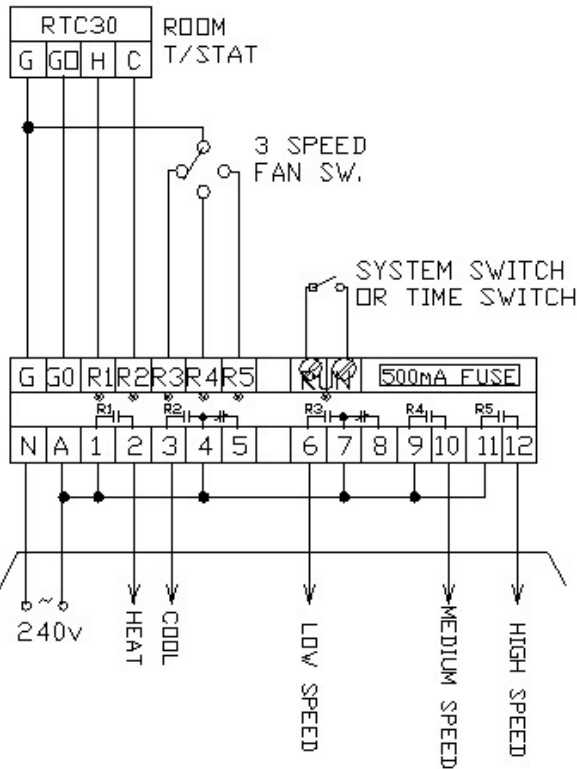 RTC30
ROOM
T/STAT
G GO H C
3 SPEED
FAN SW.
SYSTEM SWITCH
OR TIME SWITCH
G GO R1 R2 R3 R4 R5 RUN 500mA FUSE
R1 R2 R3 R4 R5
N A 1 2 3 4 5 6 7 8 9 10 11 12
240v
HEAT
COOL
LOW SPEED
MEDIUM SPEED
HIGH SPEED